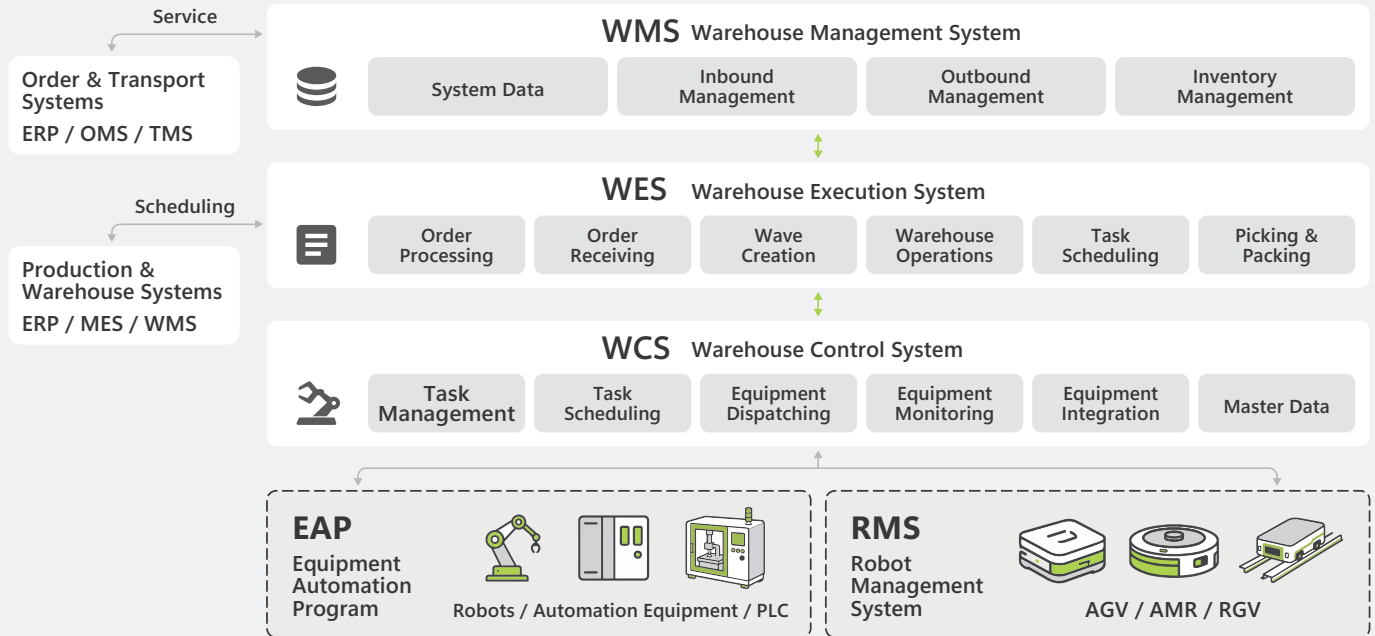 Service
Order & Transport
Systems
ERP / OMS / TMS
WMS Warehouse Management System
System Data
Inbound
Management
Outbound
Management
Inventory
Management
Scheduling
Production &
Warehouse Systems
ERP / MES / WMS
WES Warehouse Execution System
Order
Processing
Order
Receiving
Wave
Creation
Warehouse
Operations
Task
Scheduling
Picking &
Packing
WCS Warehouse Control System
Task
Management
Task
Scheduling
Equipment
Dispatching
Equipment
Monitoring
Equipment
Integration
Master Data
EAP
Equipment
Automation
Program
Robots / Automation Equipment / PLC
RMS
Robot
Management
System
AGV / AMR / RGV